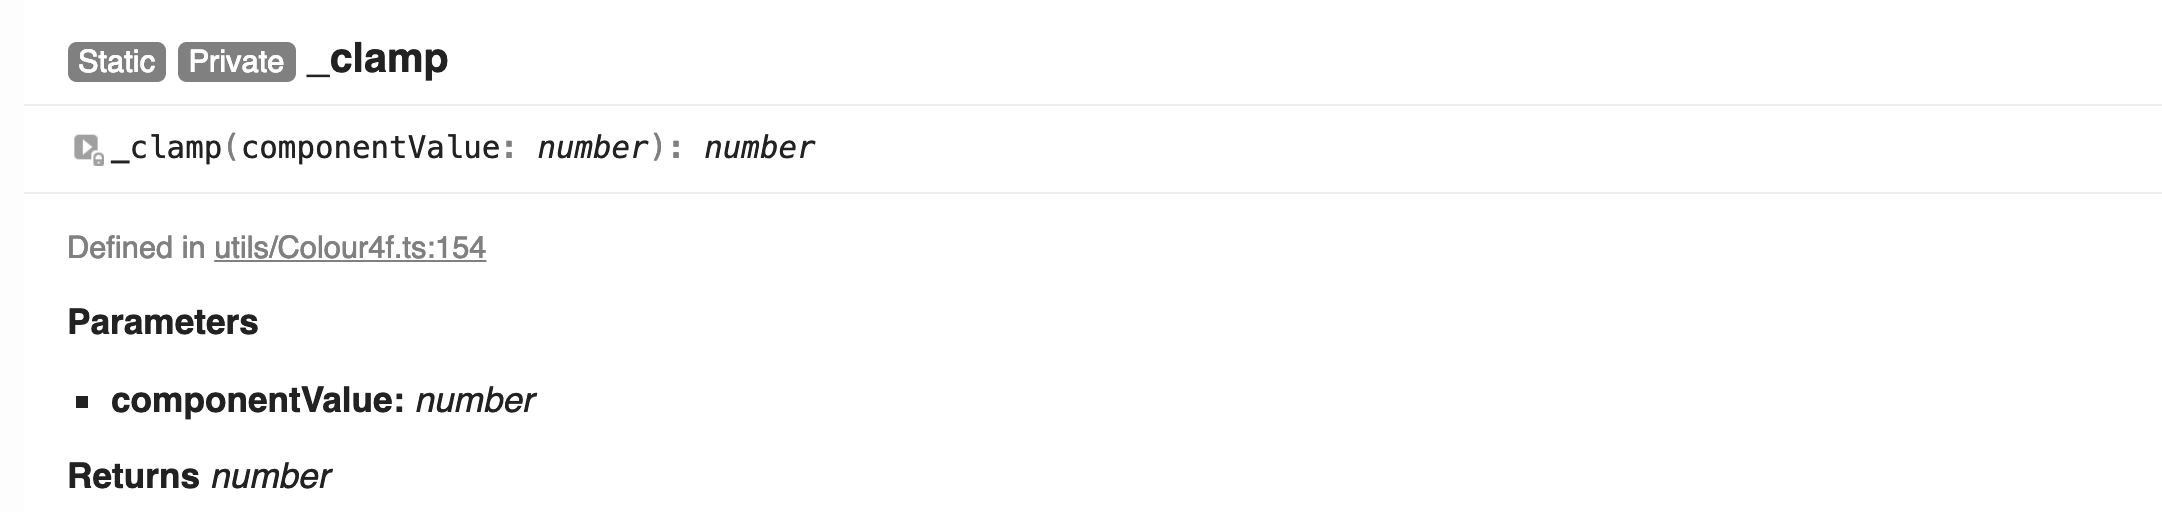 Static Private _clamp
_clamp(componentValue: number): number
Defined in utils/Colour4f.ts:154
Parameters
componentValue: number
Returns number